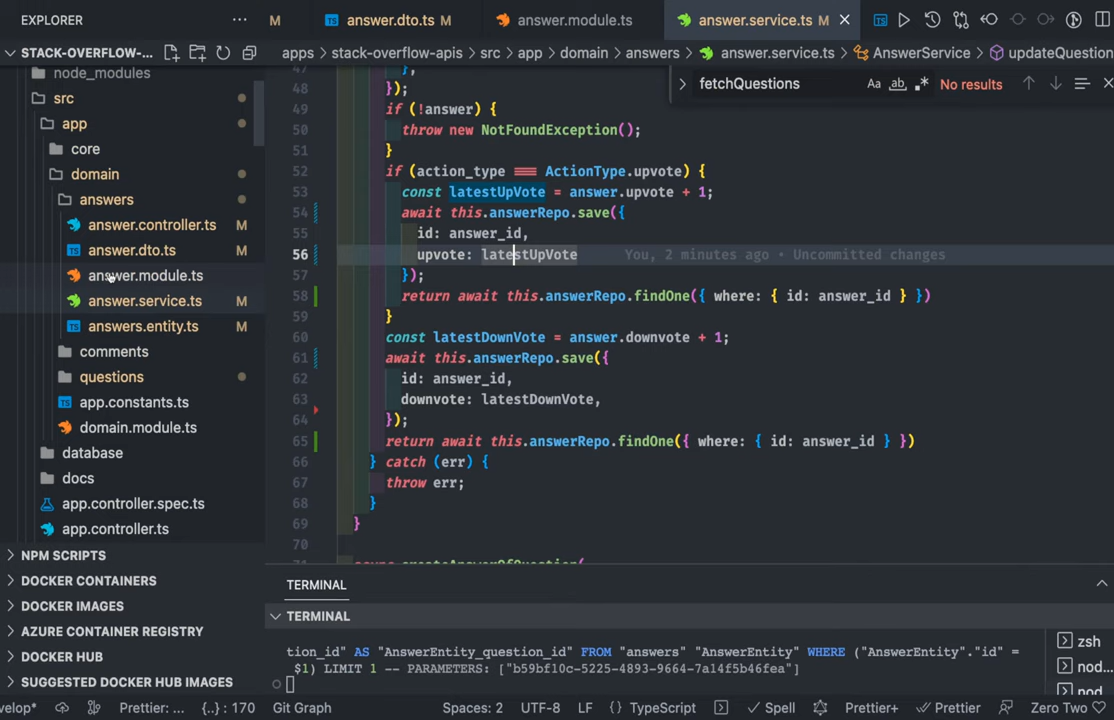 EXPLORER
···
M
TS answer.dto.ts M
answer.module.ts
answer.service.ts M
STACK-OVERFLOW-...
apps > stack-overflow-apis > src > app > domain > answers > answer.service.ts > AnswerService > updateQuestion
fetchQuestions
Aa ab .*
No results
node_modules
src
app
core
domain
answers
answer.controller.ts M
TS answer.dto.ts M
answer.module.ts
answer.service.ts M
TS answers.entity.ts M
comments
questions
TS app.constants.ts
domain.module.ts
database
docs
app.controller.spec.ts
app.controller.ts
NPM SCRIPTS
DOCKER CONTAINERS
DOCKER IMAGES
AZURE CONTAINER REGISTRY
DOCKER HUB
SUGGESTED DOCKER HUB IMAGES
47 },
48 });
49 if (!answer) {
50 throw new NotFoundException();
51 }
52 if (action_type === ActionType.upvote) {
53 const latestUpVote = answer.upvote + 1;
54 await this.answerRepo.save({
55 id: answer_id,
56 upvote: latestUpVote You, 2 minutes ago • Uncommitted changes
57 });
58 return await this.answerRepo.findOne({ where: { id: answer_id } })
59 }
60 const latestDownVote = answer.downvote + 1;
61 await this.answerRepo.save({
62 id: answer_id,
63 downvote: latestDownVote,
64 });
65 return await this.answerRepo.findOne({ where: { id: answer_id } })
66 } catch (err) {
67 throw err;
68 }
69 }
70
async createAnswerOfQuestion(
TERMINAL
TERMINAL
tion_id" AS "AnswerEntity_question_id" FROM "answers" "AnswerEntity" WHERE ("AnswerEntity"."id" =
$1) LIMIT 1 -- PARAMETERS: ["b59bf10c-5225-4893-9664-7a14f5b46fea"]
zsh
nod...
nod...
velop* Prettier: ... {..} : 170 Git Graph Spaces: 2 UTF-8 LF {} TypeScript Spell Prettier+ Prettier Zero Two